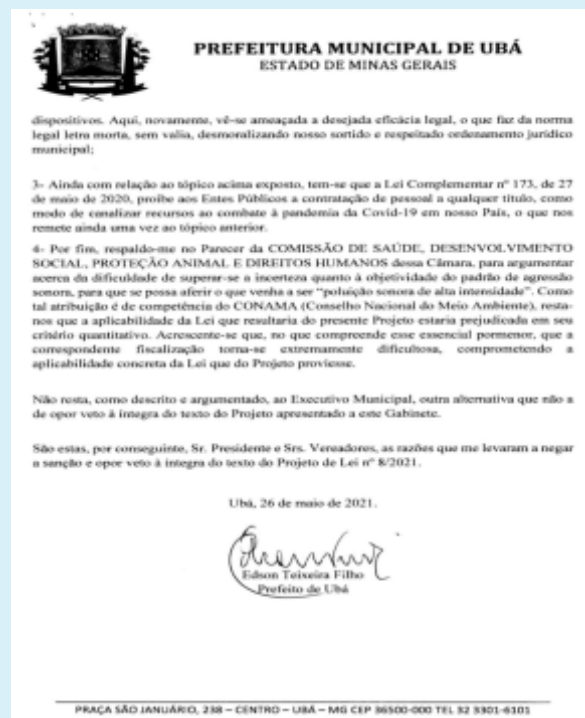 PREFEITURA MUNICIPAL DE UBÁ
ESTADO DE MINAS GERAIS
dispositivos. Aqui, novamente, vê-se ameaçada a desejada eficácia legal, o que faz da norma
legal letra morta, sem valia, desmoralizando nosso sortido e respeitado ordenamento jurídico
municipal;
3- Ainda com relação ao tópico acima exposto, tem-se que a Lei Complementar nº 173, de 27
de maio de 2020, proíbe aos Entes Públicos a contratação de pessoal a qualquer título, como
modo de canalizar recursos ao combate à pandemia da Covid-19 em nosso País, o que nos
remete ainda uma vez ao tópico anterior.
4- Por fim, respaldo-me no Parecer da COMISSÃO DE SAÚDE, DESENVOLVIMENTO
SOCIAL, PROTEÇÃO ANIMAL E DIREITOS HUMANOS dessa Câmara, para argumentar
acerca da dificuldade de superar-se a incerteza quanto à objetividade do padrão de agressão
sonora, para que se possa aferir o que venha a ser "poluição sonora de alta intensidade". Como
tal atribuição é de competência do CONAMA (Conselho Nacional do Meio Ambiente), resta-
nos que a aplicabilidade da Lei que resultaria do presente Projeto estaria prejudicada em seu
critério quantitativo. Acrescente-se que, no que compreende esse essencial pormenor, que a
correspondente fiscalização torna-se extremamente dificultosa, comprometendo a
aplicabilidade concreta da Lei que do Projeto proviesse.
Não resta, como descrito e argumentado, ao Executivo Municipal, outra alternativa que não a
de opor veto à íntegra do texto do Projeto apresentado a este Gabinete.
São estas, por conseguinte, Sr. Presidente e Srs. Vereadores, as razões que me levaram a negar
a sanção e opor veto à íntegra do texto do Projeto de Lei nº 8/2021.
Ubá, 26 de maio de 2021.
Edson Teixeira Filho
Prefeito de Ubá
PRAÇA SÃO JANUÁRIO, 238 – CENTRO – UBÁ – MG CEP 36500-000 TEL 32 3301-6101